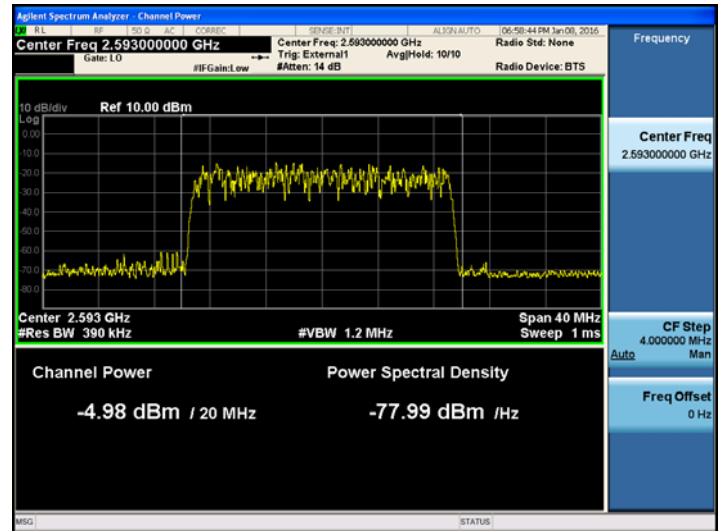 Agilent Spectrum Analyzer - Channel Power
RL RF 50 Ω AC CORREC SENSE:INT ALIGN AUTO 06:58:44 PM Jan 08, 2016
Center Freq 2.593000000 GHz
Gate: LO
#IFGain:Low
Center Freq: 2.593000000 GHz
Trig: External1 Avg|Hold: 10/10
#Atten: 14 dB
Radio Std: None
Radio Device: BTS
Frequency
10 dB/div Ref 10.00 dBm
Log
0.00
-10.0
-20.0
-30.0
-40.0
-50.0
-60.0
-70.0
-80.0
Center 2.593 GHz Span 40 MHz
#Res BW 390 kHz #VBW 1.2 MHz Sweep 1 ms
Channel Power Power Spectral Density
-4.98 dBm / 20 MHz -77.99 dBm /Hz
Center Freq
2.593000000 GHz
CF Step
4.000000 MHz
Auto Man
Freq Offset
0 Hz
MSG STATUS